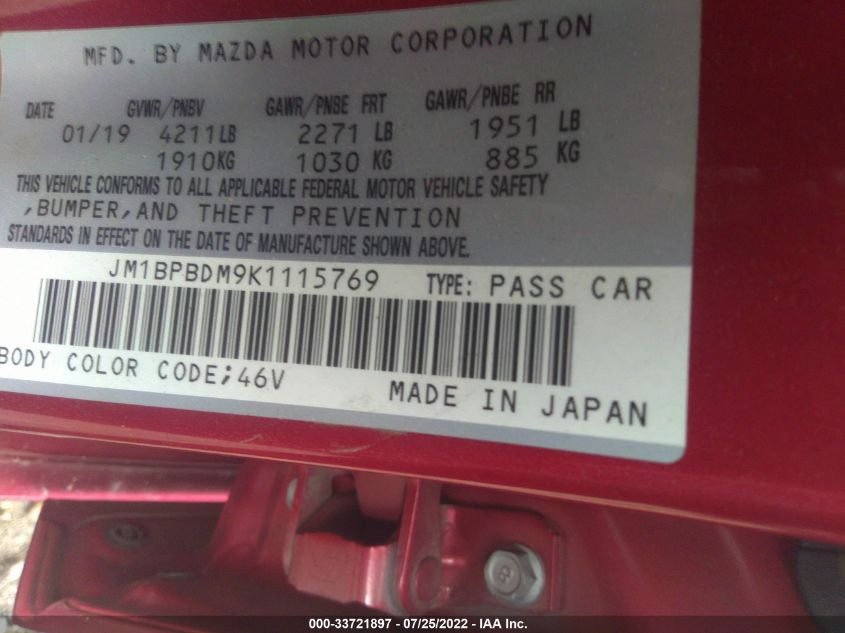 MFD. BY MAZDA MOTOR CORPORATION
DATE GVWR/PNBV GAWR/PNBE FRT GAWR/PNBE RR
01/19 4211LB 2271 LB 1951 LB
1910KG 1030 KG 885 KG
THIS VEHICLE CONFORMS TO ALL APPLICABLE FEDERAL MOTOR VEHICLE SAFETY
,BUMPER,AND THEFT PREVENTION
STANDARDS IN EFFECT ON THE DATE OF MANUFACTURE SHOWN ABOVE.
JM1BPBDM9K1115769 TYPE: PASS CAR
BODY COLOR CODE;46V
MADE IN JAPAN
000-33721897 - 07/25/2022 - IAA Inc.